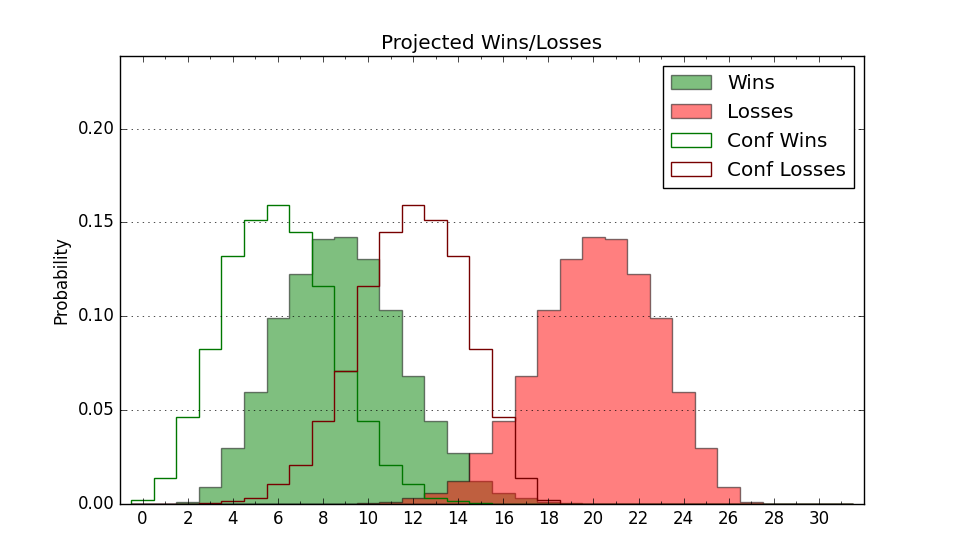 Projected Wins/Losses
Wins
Losses
Conf Wins
Conf Losses
Probability
0.20
0.15
0.10
0.05
0.00
0 2 4 6 8 10 12 14 16 18 20 22 24 26 28 30